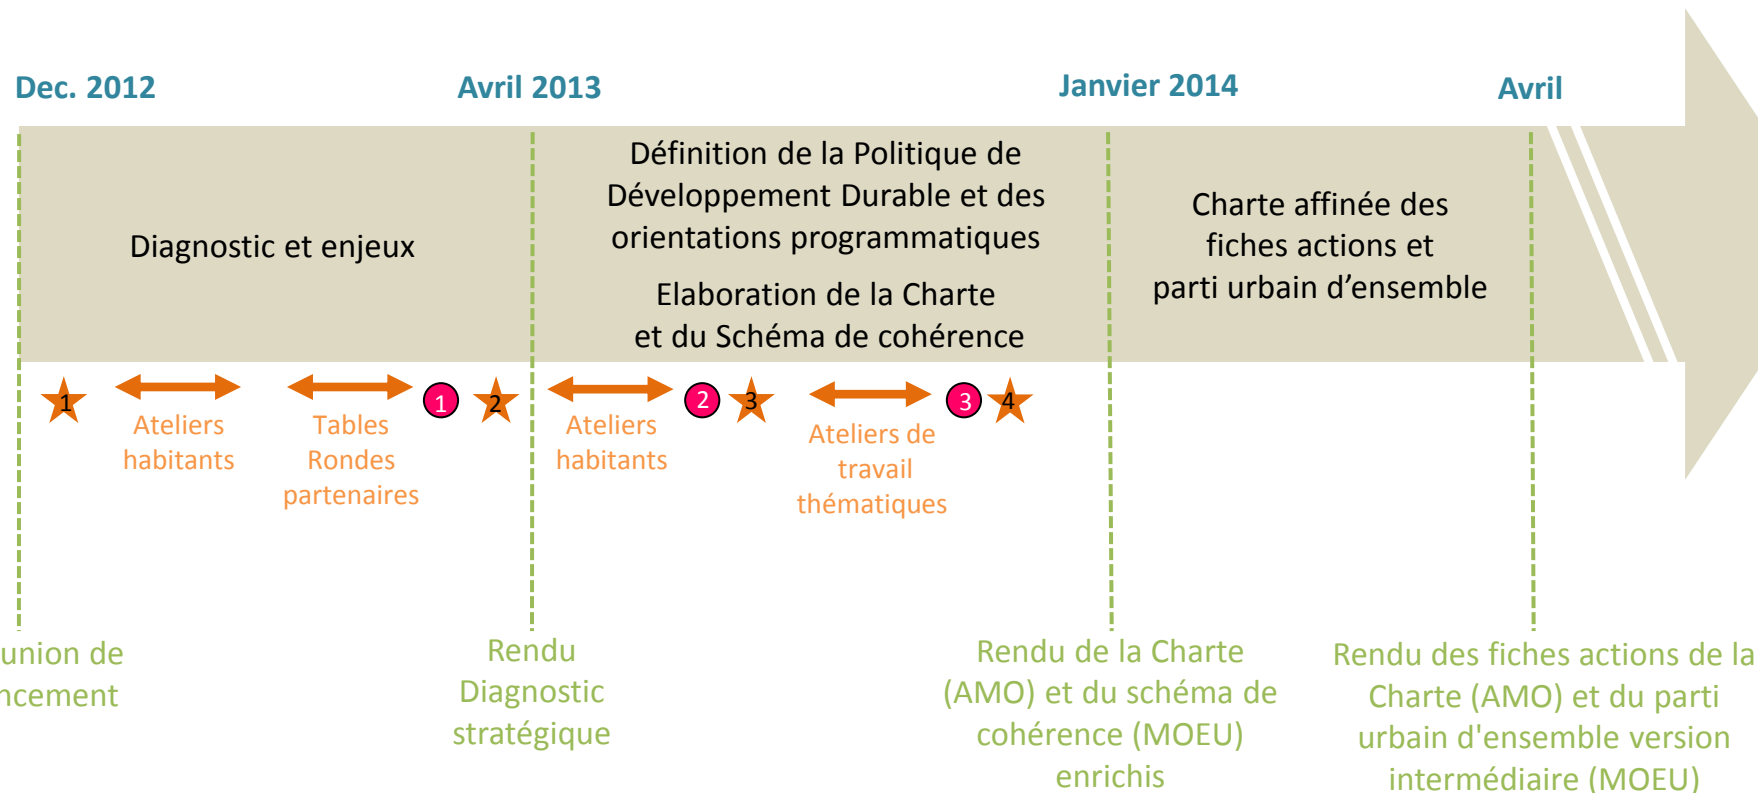 Dec. 2012
Avril 2013
Janvier 2014
Avril
Diagnostic et enjeux
Définition de la Politique de
Développement Durable et des
orientations programmatiques
Elaboration de la Charte
et du Schéma de cohérence
Charte affinée des
fiches actions et
parti urbain d’ensemble
1
Ateliers
habitants
Tables
Rondes
partenaires
1
2
Ateliers
habitants
2
3
Ateliers de
travail
thématiques
3
4
union de
ncement
Rendu
Diagnostic
stratégique
Rendu de la Charte
(AMO) et du schéma de
cohérence (MOEU)
enrichis
Rendu des fiches actions de la
Charte (AMO) et du parti
urbain d'ensemble version
intermédiaire (MOEU)